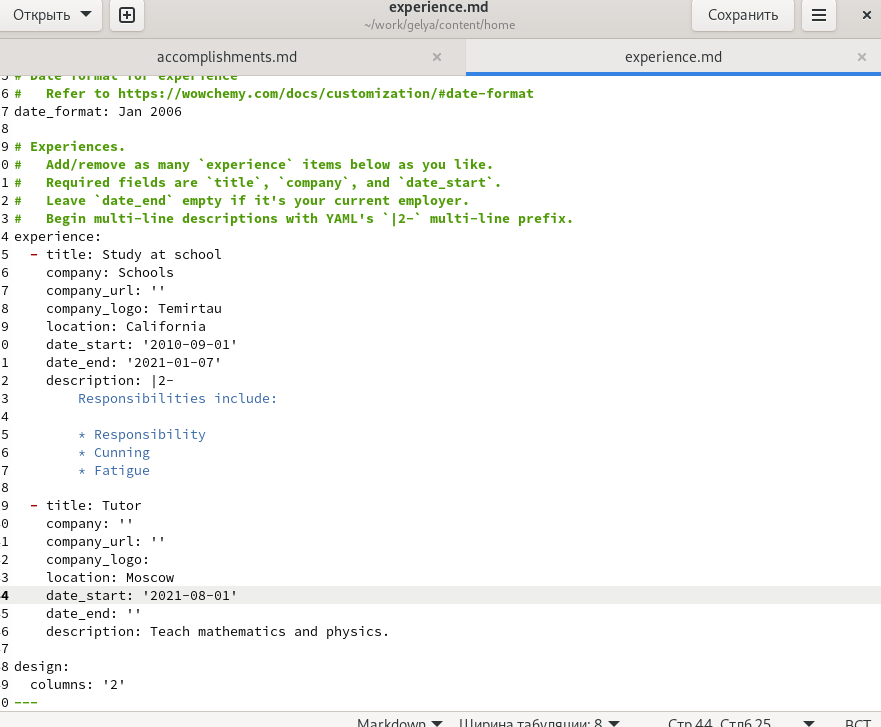 Открыть
experience.md
~/work/gelya/content/home
Сохранить
accomplishments.md
experience.md
5 # Date format for experience
6 #   Refer to https://wowchemy.com/docs/customization/#date-format
7 date_format: Jan 2006
8
9 # Experiences.
0 #   Add/remove as many `experience` items below as you like.
1 #   Required fields are `title`, `company`, and `date_start`.
2 #   Leave `date_end` empty if it's your current employer.
3 #   Begin multi-line descriptions with YAML's `|2-` multi-line prefix.
4 experience:
5   - title: Study at school
6     company: Schools
7     company_url: ''
8     company_logo: Temirtau
9     location: California
0     date_start: '2010-09-01'
1     date_end: '2021-01-07'
2     description: |2-
3         Responsibilities include:
4
5         * Responsibility
6         * Cunning
7         * Fatigue
8
9   - title: Tutor
0     company: ''
1     company_url: ''
2     company_logo:
3     location: Moscow
4     date_start: '2021-08-01'
5     date_end: ''
6     description: Teach mathematics and physics.
7
8 design:
9   columns: '2'
0 ---
Markdown
Ширина табуляции: 8
Стр 44, Стлб 25
ВСТ